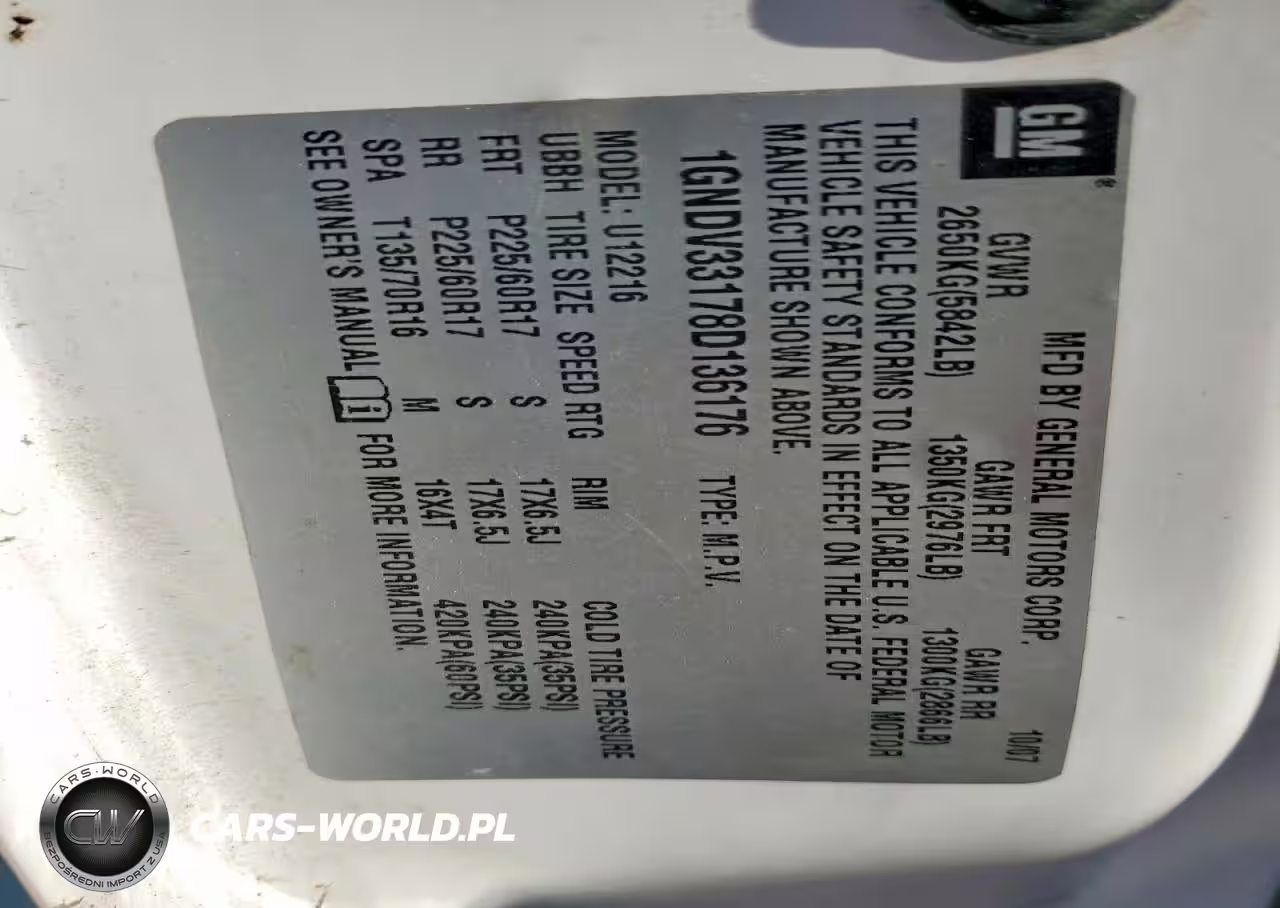 GM ®
MFD BY GENERAL MOTORS CORP. 10/07
GVWR GAWR FRT GAWR RR
2650KG(5842LB) 1350KG(2976LB) 1300KG(2866LB)
THIS VEHICLE CONFORMS TO ALL APPLICABLE U.S. FEDERAL MOTOR
VEHICLE SAFETY STANDARDS IN EFFECT ON THE DATE OF
MANUFACTURE SHOWN ABOVE.
1GNDV33178D136176 TYPE: M.P.V.
MODEL: U12216
UBBH TIRE SIZE SPEED RTG RIM COLD TIRE PRESSURE
FRT P225/60R17 S 17X6.5J 240KPA(35PSI)
RR P225/60R17 S 17X6.5J 240KPA(35PSI)
SPA T135/70R16 M 16X4T 420KPA(60PSI)
SEE OWNER'S MANUAL i FOR MORE INFORMATION.
CARS-WORLD
CW
BEZPOŚREDNI IMPORT Z USA
CARS-WORLD.PL